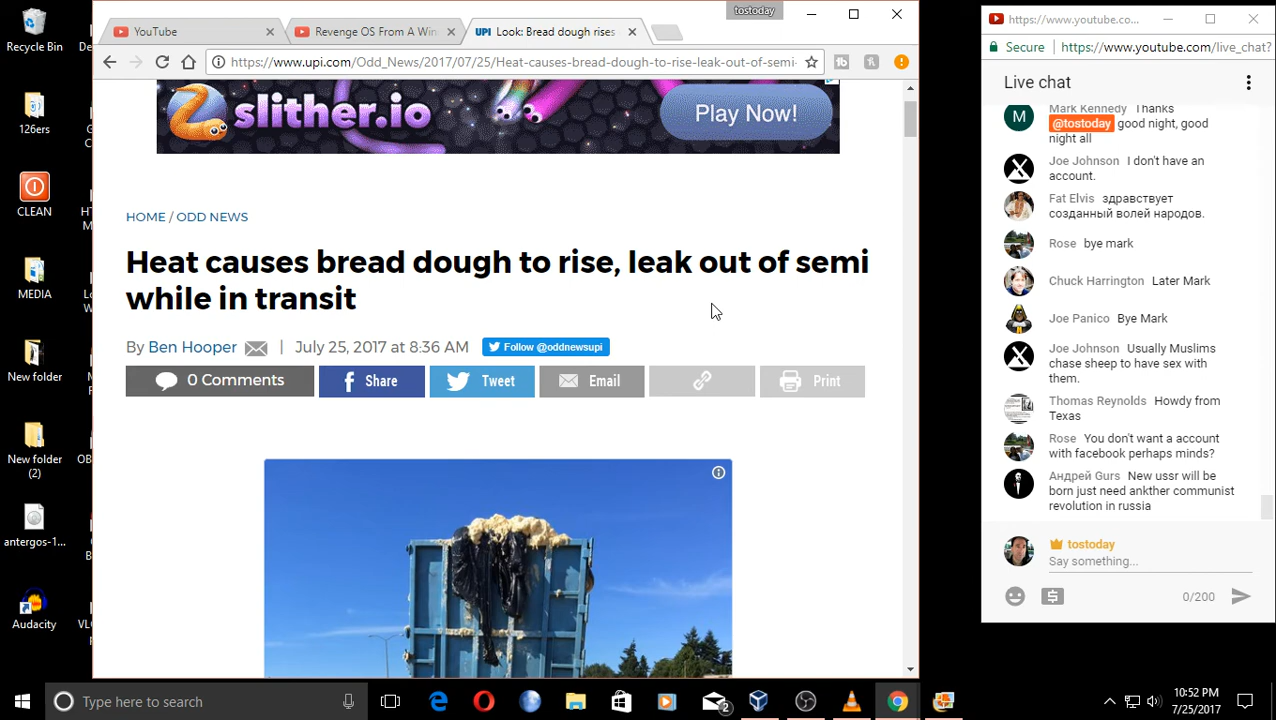 Recycle Bin
126ers
CLEAN
MEDIA
New folder
New folder
(2)
antergos-1...
Audacity
tostoday
YouTube
Revenge OS From A Win
UPI Look: Bread dough rises
https://www.upi.com/Odd_News/2017/07/25/Heat-causes-bread-dough-to-rise-leak-out-of-semi-
slither.io
Play Now!
HOME / ODD NEWS
Heat causes bread dough to rise, leak out of semi
while in transit
By Ben Hooper | July 25, 2017 at 8:36 AM Follow @oddnewsupi
0 Comments Share Tweet Email Print
https://www.youtube.co...
Secure https://www.youtube.com/live_chat?
Live chat
Mark Kennedy Thanks
@tostoday good night, good
night all
Joe Johnson I don't have an
account.
Fat Elvis здравствует
созданный волей народов.
Rose bye mark
Chuck Harrington Later Mark
Joe Panico Bye Mark
Joe Johnson Usually Muslims
chase sheep to have sex with
them.
Thomas Reynolds Howdy from
Texas
Rose You don't want a account
with facebook perhaps minds?
Андрей Gurs New ussr will be
born just need ankther communist
revolution in russia
tostoday
Say something...
0/200
Type here to search
2
10:52 PM
7/25/2017